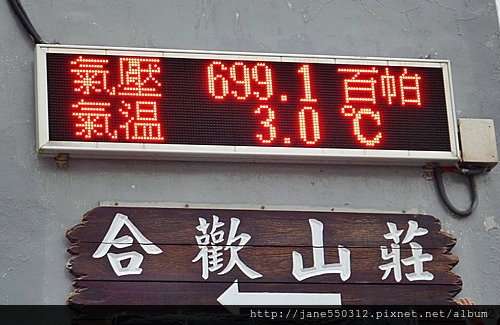 氣壓 699.1 百帕
氣溫 3.0 ℃
合歡山莊
http://jane550312.pixnet.net/album